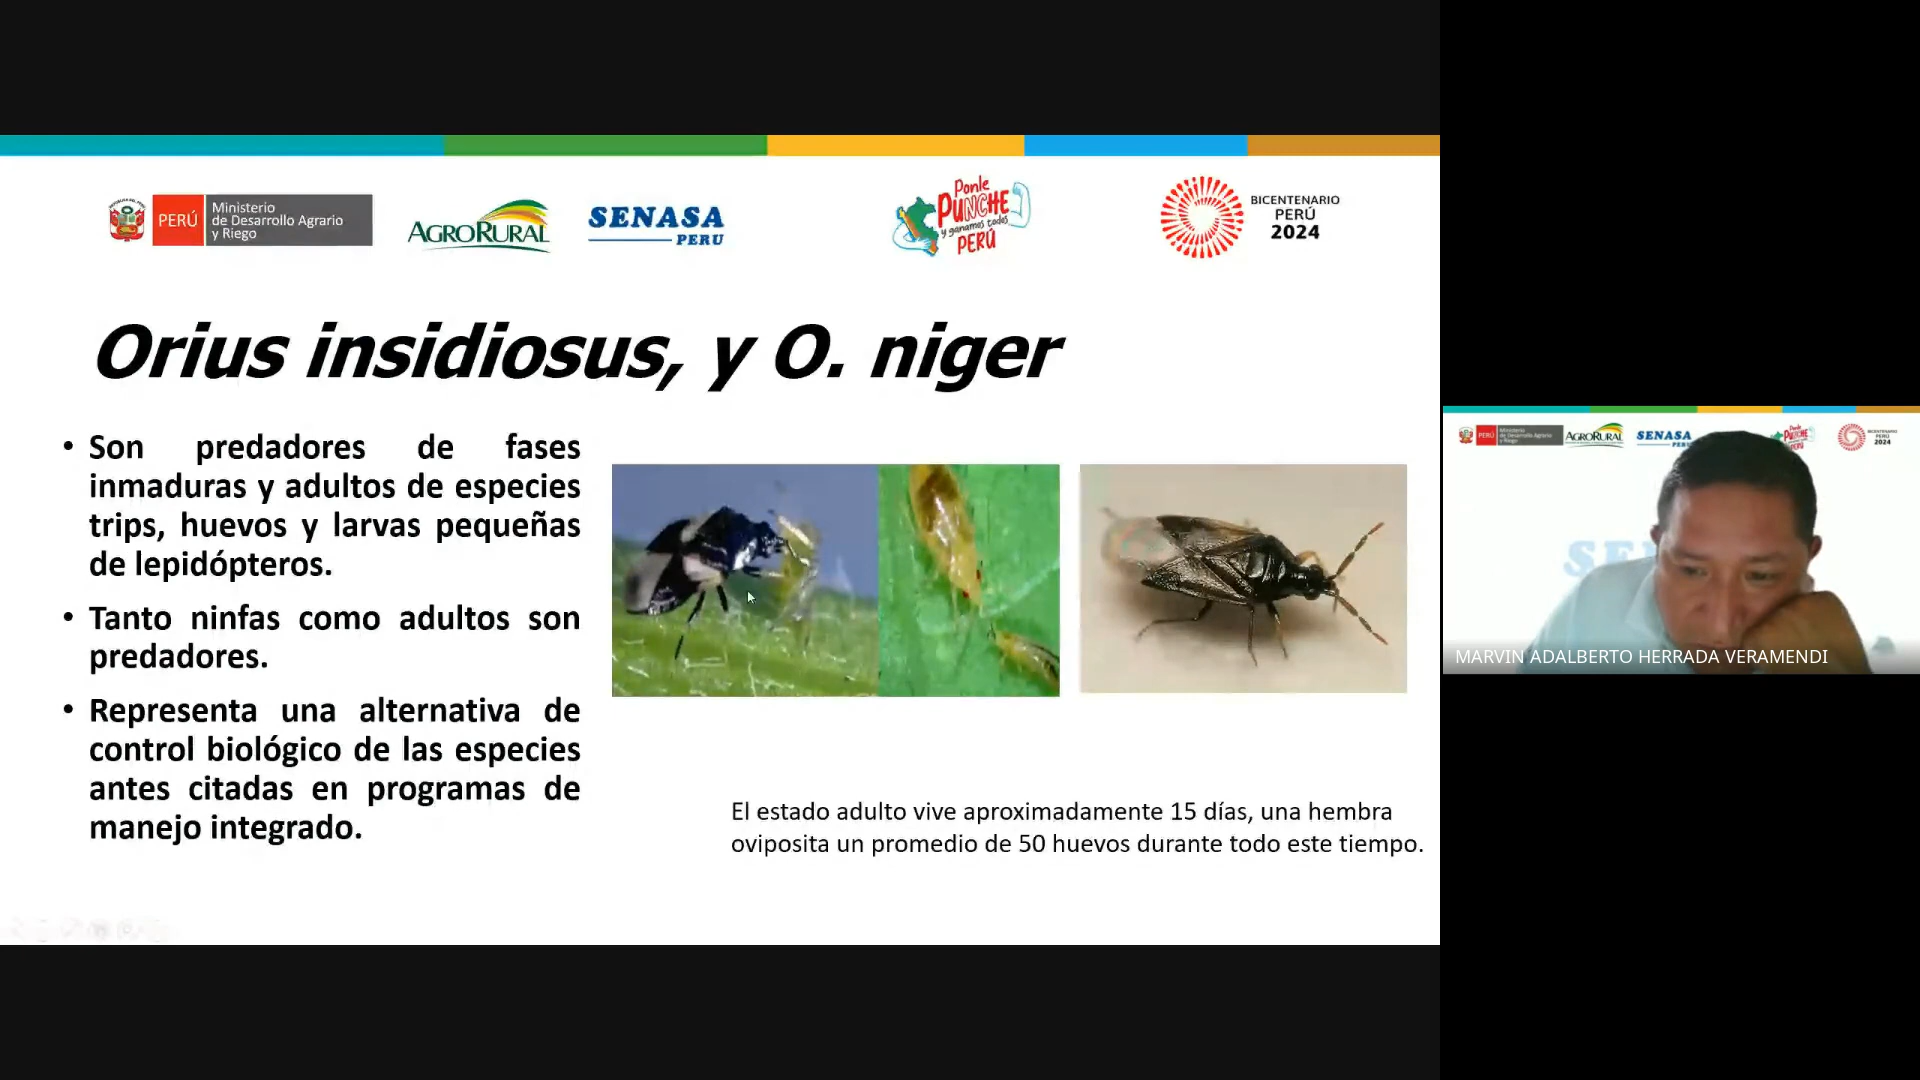 PERÚ
Ministerio
de Desarrollo Agrario
y Riego
AGRORURAL
SENASA
PERU
Ponle
PUNCHE
y ganamos todos
PERÚ
BICENTENARIO
PERÚ
2024
Orius insidiosus, y O. niger
• Son predadores de fases
inmaduras y adultos de especies
trips, huevos y larvas pequeñas
de lepidópteros.
• Tanto ninfas como adultos son
predadores.
• Representa una alternativa de
control biológico de las especies
antes citadas en programas de
manejo integrado.
El estado adulto vive aproximadamente 15 días, una hembra
oviposita un promedio de 50 huevos durante todo este tiempo.
PERÚ
AGRORURAL
SENASA
2024
MARVIN ADALBERTO HERRADA VERAMENDI